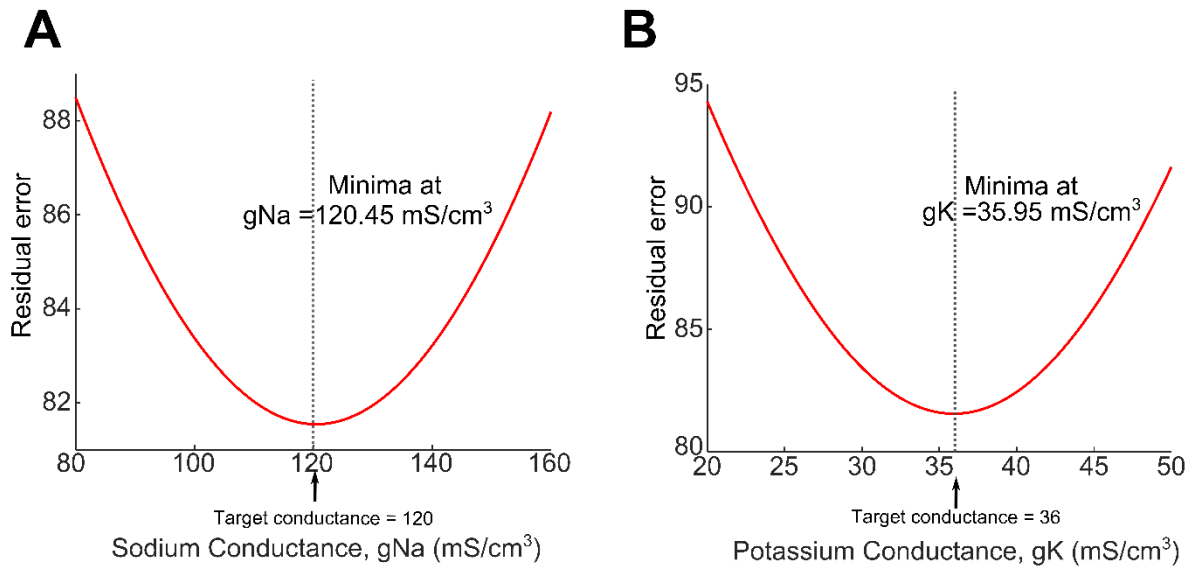 A
Residual error
88
86
84
82
80
100
120
140
160
Minima at
gNa =120.45 mS/cm³
Target conductance = 120
Sodium Conductance, gNa (mS/cm³)
B
Residual error
95
90
85
80
20
25
30
35
40
45
50
Minima at
gK =35.95 mS/cm³
Target conductance = 36
Potassium Conductance, gK (mS/cm³)